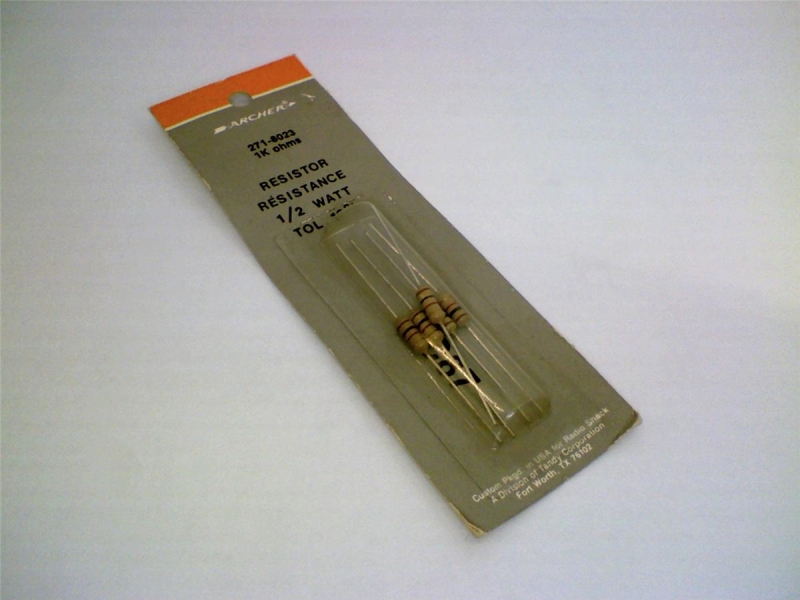 ARCHER®
271-8023
1K ohms
RESISTOR
RÉSISTANCE
1/2 WATT
TOL
Custom Pkgd. in USA for Radio Shack
A Division of Tandy Corporation
Fort Worth, TX 76102